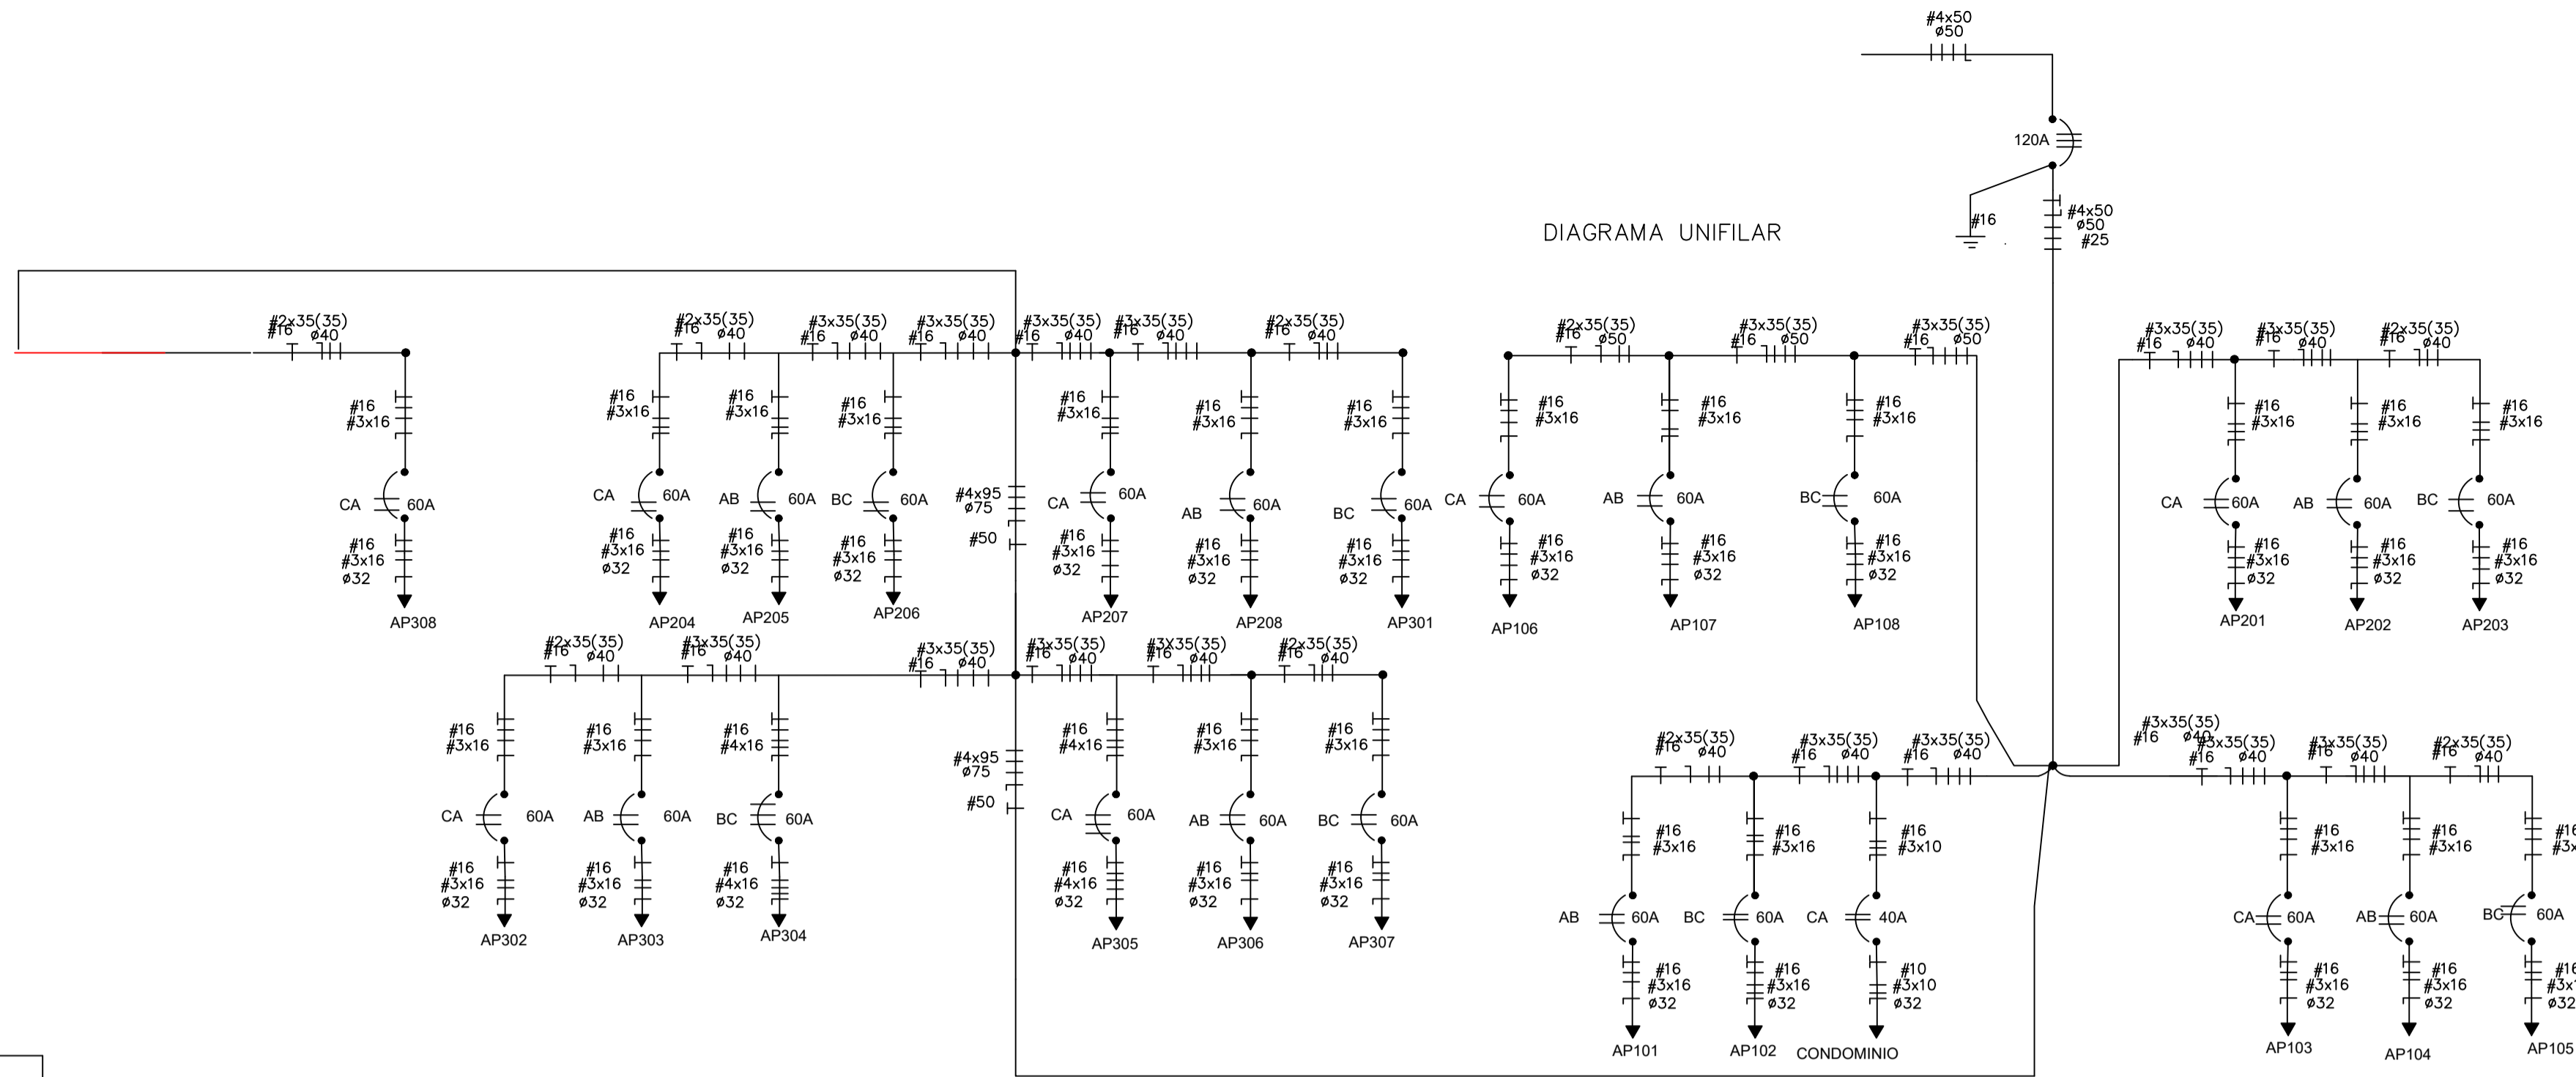 #4x50
ø50
120A
#16
#4x50
ø50
#25
DIAGRAMA UNIFILAR
#2x35(35)
#16 ø40
#2x35(35)
#16 ø40
#3x35(35)
#16 ø40
#3x35(35)
#16 ø40
#3x35(35)
#16 ø40
#3x35(35)
#16 ø40
#2x35(35)
#16 ø40
#2x35(35)
#16 ø50
#3x35(35)
#16 ø50
#3x35(35)
#16 ø50
#3x35(35)
#16 ø40
#3x35(35)
#16 ø40
#2x35(35)
#16 ø40
#16
#3x16
CA 60A
#16
#3x16
ø32
AP308
#16
#3x16
CA 60A
#16
#3x16
ø32
AP204
#16
#3x16
AB 60A
#16
#3x16
ø32
AP205
#16
#3x16
BC 60A
#16
#3x16
ø32
AP206
#4x95
ø75
#50
#16
#3x16
CA 60A
#16
#3x16
ø32
AP207
#16
#3x16
AB 60A
#16
#3x16
ø32
AP208
#16
#3x16
BC 60A
#16
#3x16
ø32
AP301
#16
#3x16
CA 60A
#16
#3x16
ø32
AP106
#16
#3x16
AB 60A
#16
#3x16
ø32
AP107
#16
#3x16
BC 60A
#16
#3x16
ø32
AP108
#16
#3x16
CA 60A
#16
#3x16
ø32
AP201
#16
#3x16
AB 60A
#16
#3x16
ø32
AP202
#16
#3x16
BC 60A
#16
#3x16
ø32
AP203
#2x35(35)
#16 ø40
#3x35(35)
#16 ø40
#3x35(35)
#16 ø40
#3x35(35)
#16 ø40
#3X35(35)
#16 ø40
#2x35(35)
#16 ø40
#16
#3x16
CA 60A
#16
#3x16
ø32
AP302
#16
#3x16
AB 60A
#16
#3x16
ø32
AP303
#16
#4x16
BC 60A
#16
#4x16
ø32
AP304
#4x95
ø75
#50
#16
#4x16
CA 60A
#16
#4x16
ø32
AP305
#16
#3x16
AB 60A
#16
#3x16
ø32
AP306
#16
#3x16
BC 60A
#16
#3x16
ø32
AP307
#2x35(35)
#16 ø40
#3x35(35)
#16 ø40
#3x35(35)
#16 ø40
#3x35(35)
#16 ø40
#3x35(35)
#16 ø40
#3x35(35)
#16 ø40
#2x35(35)
#16 ø40
#16
#3x16
AB 60A
#16
#3x16
ø32
AP101
#16
#3x16
BC 60A
#16
#3x16
ø32
AP102
#16
#3x10
CA 40A
#10
#3x10
ø32
CONDOMINIO
#16
#3x16
CA 60A
#16
#3x16
ø32
AP103
#16
#3x16
AB 60A
#16
#3x16
ø32
AP104
BC 60A
ø32
AP105